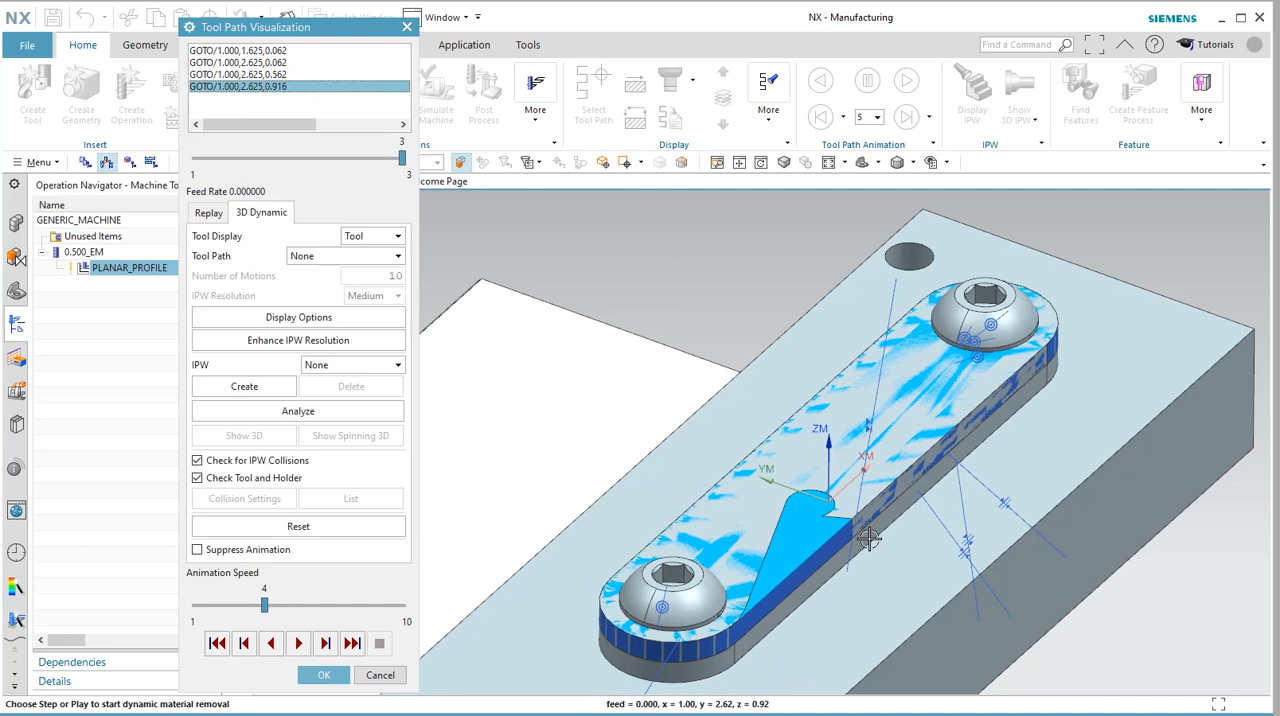 NX
Switch Window
Window
NX - Manufacturing
SIEMENS
File
Home
Geometry
Application
Tools
Find a Command
Tutorials
Create Tool
Create Geometry
Create Operation
Simulate Machine
Post Process
More
Select Tool Path
More
5
Display IPW
Show 3D IPW
Find Features
Create Feature Process
More
Insert
Display
Tool Path Animation
IPW
Feature
Menu
Operation Navigator - Machine To
come Page
Name
GENERIC_MACHINE
Unused Items
0.500_EM
PLANAR_PROFILE
Dependencies
Details
Tool Path Visualization
GOTO/1.000,1.625,0.062
GOTO/1.000,2.625,0.062
GOTO/1.000,2.625,0.562
GOTO/1.000,2.625,0.916
3
1
3
Feed Rate 0.000000
Replay
3D Dynamic
Tool Display
Tool
Tool Path
None
Number of Motions
10
IPW Resolution
Medium
Display Options
Enhance IPW Resolution
IPW
None
Create
Delete
Analyze
Show 3D
Show Spinning 3D
Check for IPW Collisions
Check Tool and Holder
Collision Settings
List
Reset
Suppress Animation
Animation Speed
4
1
10
OK
Cancel
ZM
XM
YM
Choose Step or Play to start dynamic material removal
feed = 0.000, x = 1.00, y = 2.62, z = 0.92